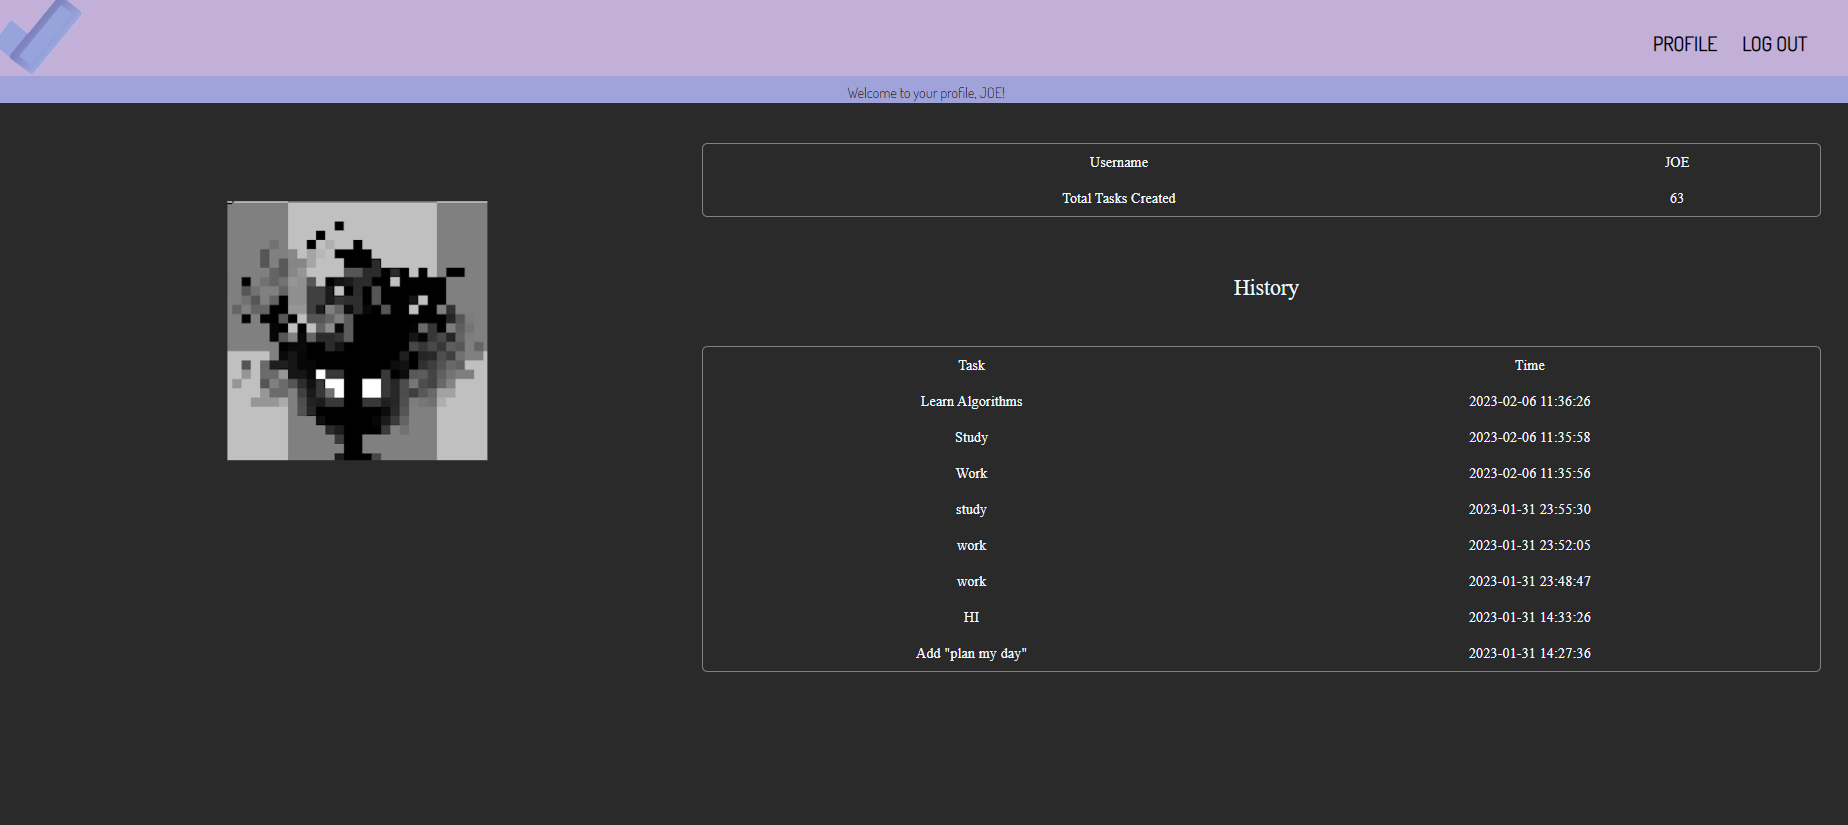 PROFILE LOG OUT
Welcome to your profile, JOE!
Username JOE
Total Tasks Created 63
History
Task Time
Learn Algorithms 2023-02-06 11:36:26
Study 2023-02-06 11:35:58
Work 2023-02-06 11:35:56
study 2023-01-31 23:55:30
work 2023-01-31 23:52:05
work 2023-01-31 23:48:47
HI 2023-01-31 14:33:26
Add "plan my day" 2023-01-31 14:27:36